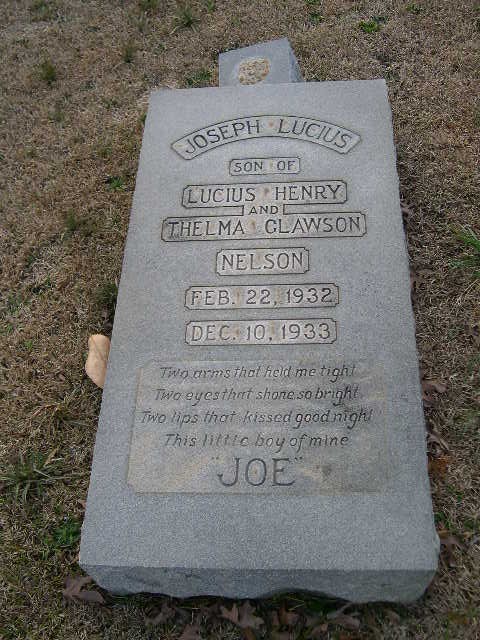 JOSEPH LUCIUS
SON OF
LUCIUS HENRY
AND
THELMA CLAWSON
NELSON
FEB. 22, 1932
DEC. 10, 1933
Two arms that held me tight
Two eyes that shone so bright,
Two lips that kissed good night
This little boy of mine
"JOE"